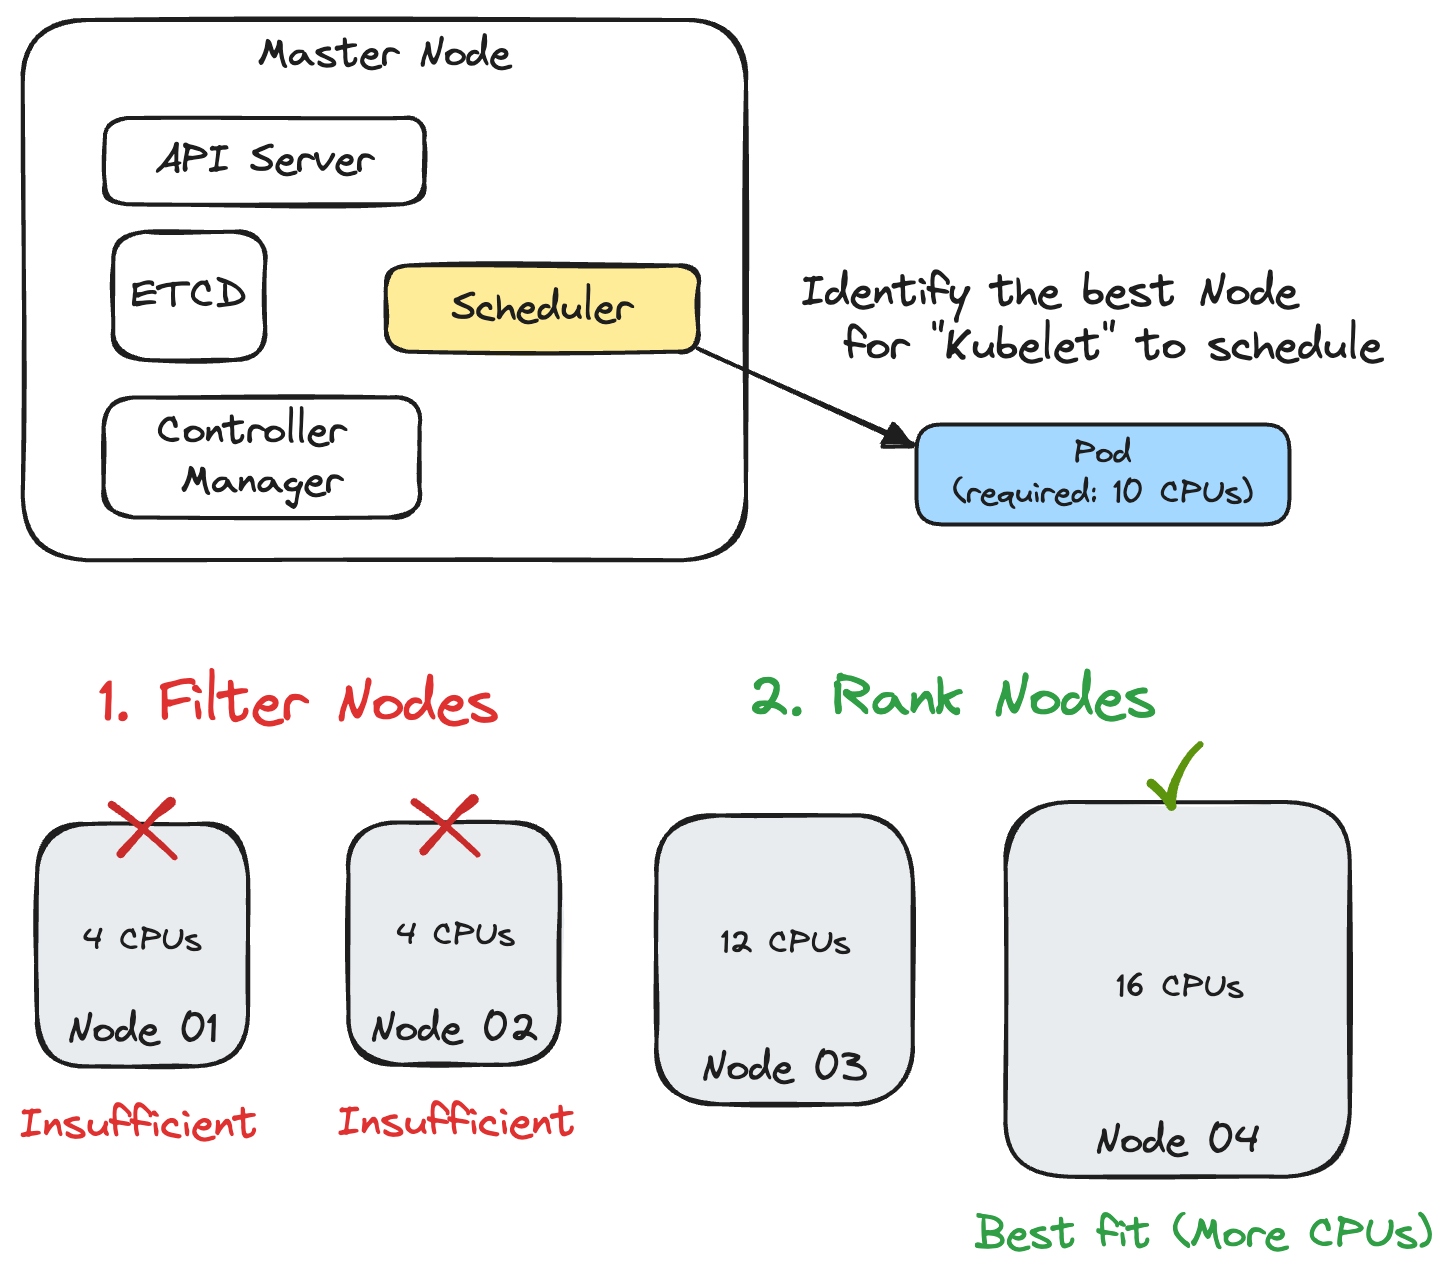 Master Node
API Server
ETCD
Scheduler
Controller
Manager
Identify the best Node
for "Kubelet" to schedule
Pod
(required: 10 CPUs)
1. Filter Nodes
2. Rank Nodes
4 CPUs
Node 01
Insufficient
4 CPUs
Node 02
Insufficient
12 CPUs
Node 03
16 CPUs
Node 04
Best fit (More CPUs)